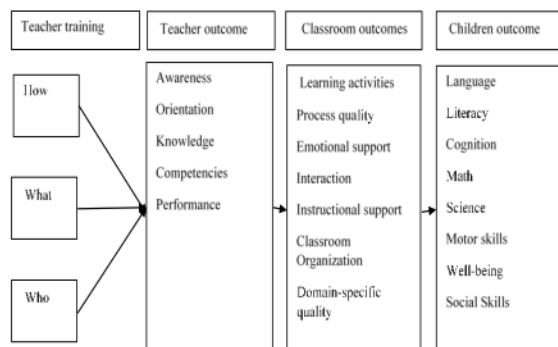 Teacher training
Teacher outcome
Classroom outcomes
Children outcome
How
What
Who
Awareness
Orientation
Knowledge
Competencies
Performance
Learning activities
Process quality
Emotional support
Interaction
Instructional support
Classroom
Organization
Domain-specific
quality
Language
Literacy
Cognition
Math
Science
Motor skills
Well-being
Social Skills